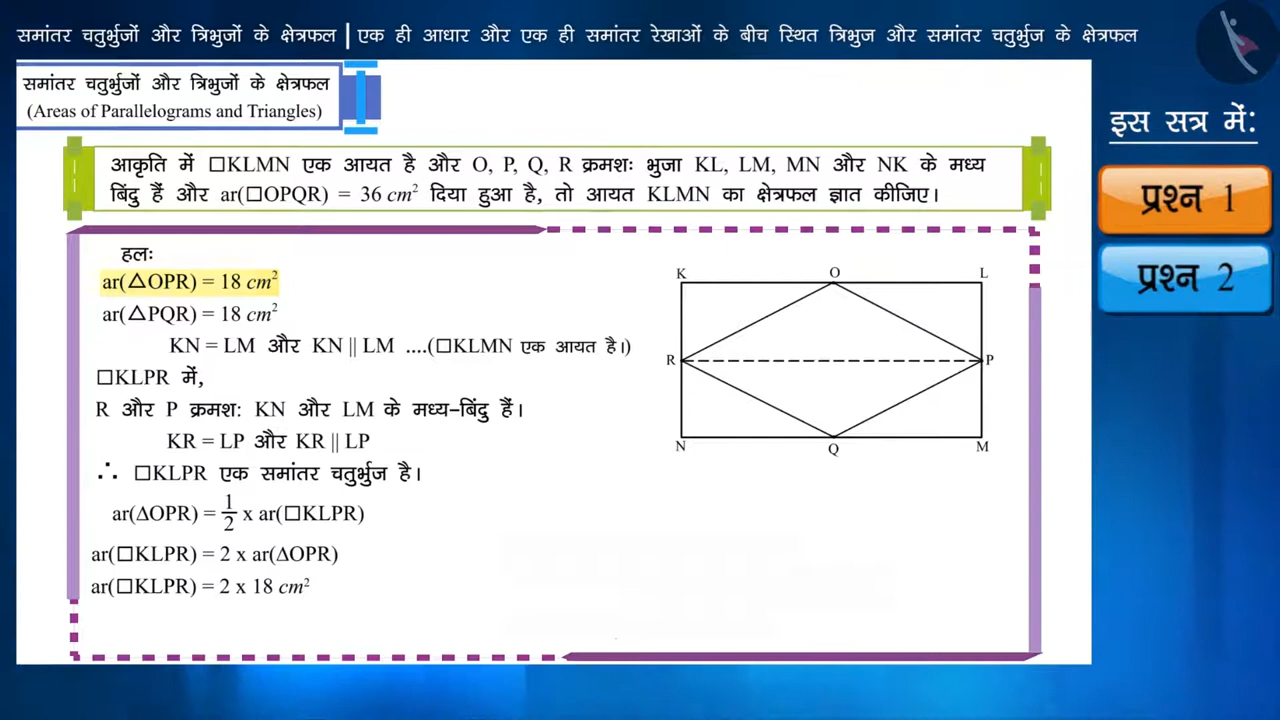 समांतर चतुर्भुजों और त्रिभुजों के क्षेत्रफल | एक ही आधार और एक ही समांतर रेखाओं के बीच स्थित त्रिभुज और समांतर चतुर्भुज के क्षेत्रफल
समांतर चतुर्भुजों और त्रिभुजों के क्षेत्रफल
(Areas of Parallelograms and Triangles)
इस सत्र में:
प्रश्न 1
प्रश्न 2
आकृति में □KLMN एक आयत है और O, P, Q, R क्रमशः भुजा KL, LM, MN और NK के मध्य
बिंदु हैं और ar(□OPQR) = 36 cm² दिया हुआ है, तो आयत KLMN का क्षेत्रफल ज्ञात कीजिए।
हलः
ar(△OPR) = 18 cm²
ar(△PQR) = 18 cm²
KN = LM और KN || LM ....(□KLMN एक आयत है।)
□KLPR में,
R और P क्रमश: KN और LM के मध्य-बिंदु हैं।
KR = LP और KR || LP
∴ □KLPR एक समांतर चतुर्भुज है।
ar(∆OPR) = 1/2 x ar(□KLPR)
ar(□KLPR) = 2 x ar(∆OPR)
ar(□KLPR) = 2 x 18 cm²
K O L
R P
N Q M